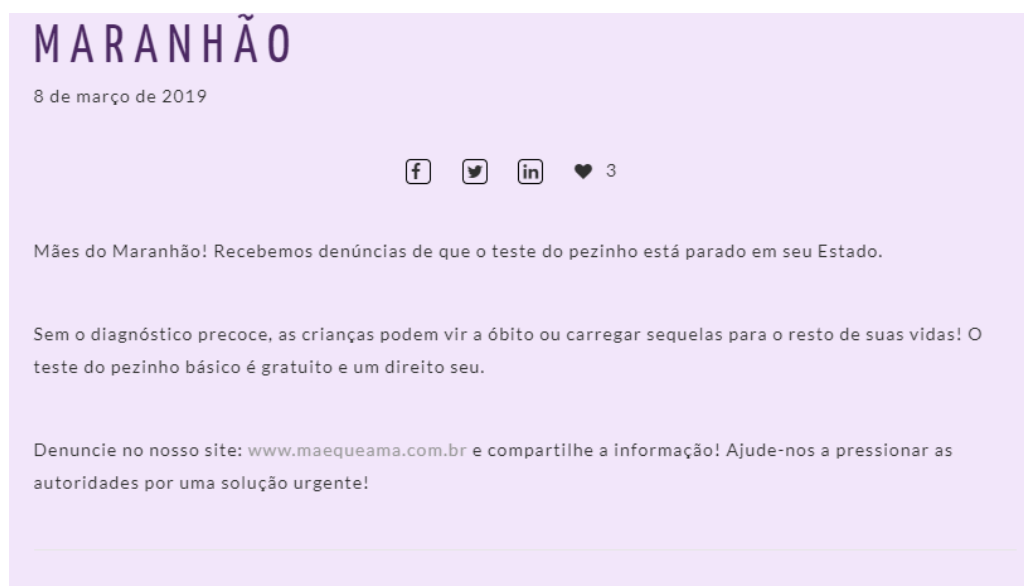 MARANHÃO
8 de março de 2019
3
Mães do Maranhão! Recebemos denúncias de que o teste do pezinho está parado em seu Estado.
Sem o diagnóstico precoce, as crianças podem vir a óbito ou carregar sequelas para o resto de suas vidas! O
teste do pezinho básico é gratuito e um direito seu.
Denuncie no nosso site: www.maequeama.com.br e compartilhe a informação! Ajude-nos a pressionar as
autoridades por uma solução urgente!